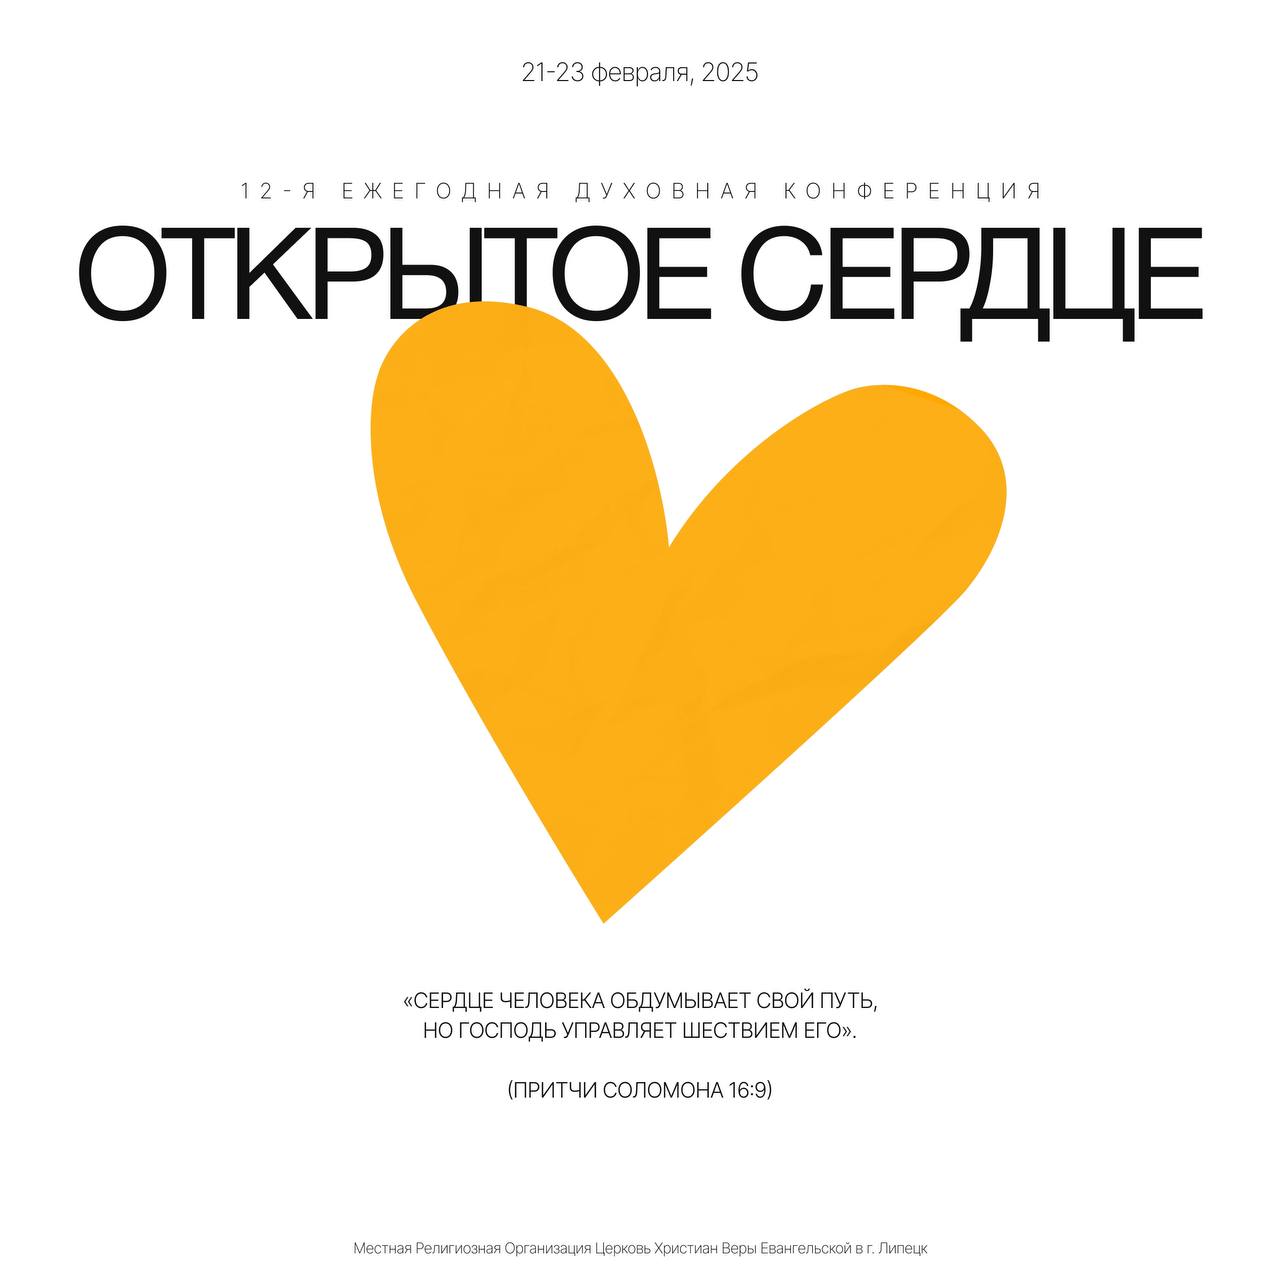 21-23 февраля, 2025
12-Я ЕЖЕГОДНАЯ ДУХОВНАЯ КОНФЕРЕНЦИЯ
ОТКРЫТОЕ СЕРДЦЕ
«СЕРДЦЕ ЧЕЛОВЕКА ОБДУМЫВАЕТ СВОЙ ПУТЬ,
НО ГОСПОДЬ УПРАВЛЯЕТ ШЕСТВИЕМ ЕГО».
(ПРИТЧИ СОЛОМОНА 16:9)
Местная Религиозная Организация Церковь Христиан Веры Евангельской в г. Липецк